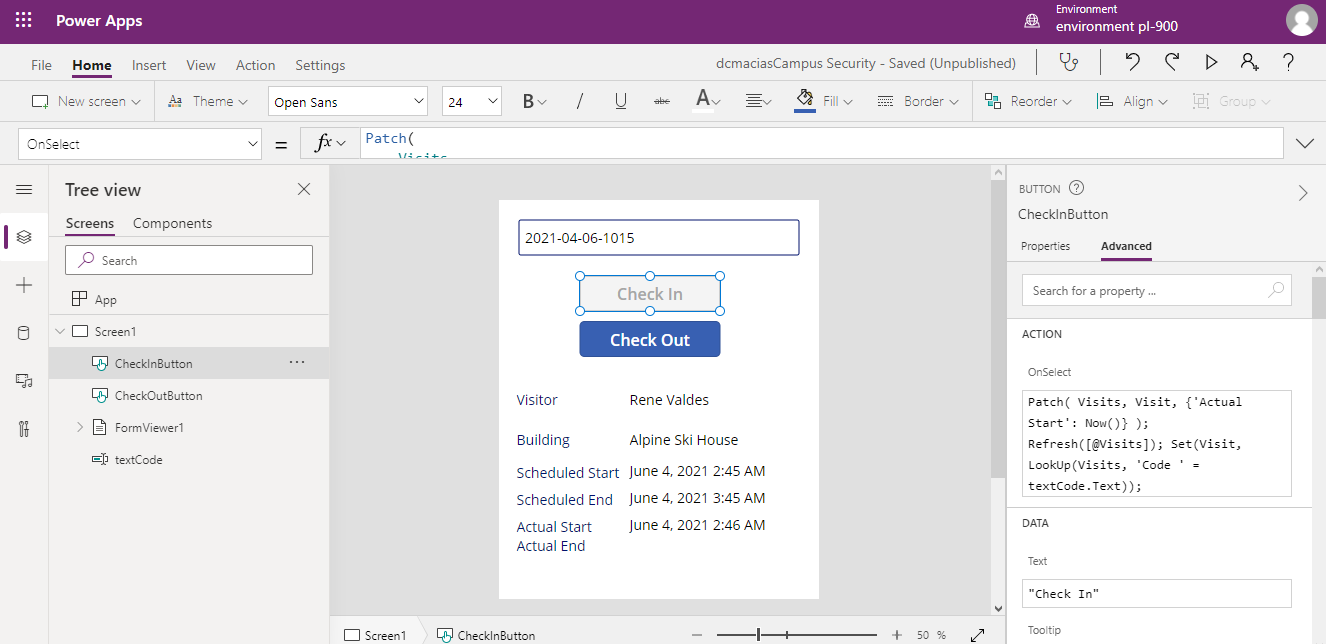 Environment
Power Apps
environment pl-900
File Home Insert View Action Settings
dcmaciasCampus Security - Saved (Unpublished)
New screen Theme Open Sans 24 B / U abc A Fill Border Reorder Align Group
OnSelect = fx Patch(
Visits
Tree view
Screens Components
Search
App
Screen1
CheckInButton
CheckOutButton
FormViewer1
textCode
2021-04-06-1015
Check In
Check Out
Visitor Rene Valdes
Building Alpine Ski House
Scheduled Start June 4, 2021 2:45 AM
Scheduled End June 4, 2021 3:45 AM
Actual Start June 4, 2021 2:46 AM
Actual End
Screen1 CheckInButton 50 %
BUTTON ?
CheckInButton
Properties Advanced
Search for a property ...
ACTION
OnSelect
Patch( Visits, Visit, {'Actual
Start': Now()} );
Refresh([@Visits]); Set(Visit,
LookUp(Visits, 'Code ' =
textCode.Text));
DATA
Text
"Check In"
Tooltip